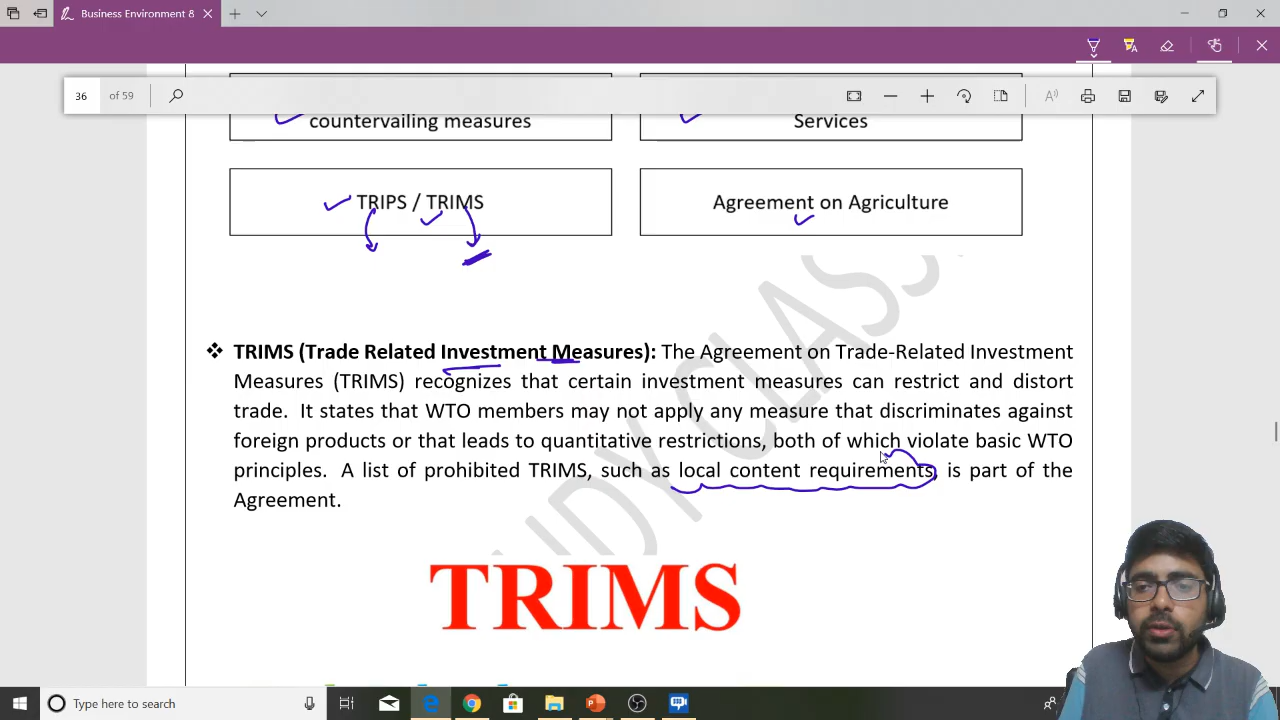 Business Environment 8
36
of 59
countervailing measures
Services
TRIPS / TRIMS
Agreement on Agriculture
❖ TRIMS (Trade Related Investment Measures): The Agreement on Trade-Related Investment
Measures (TRIMS) recognizes that certain investment measures can restrict and distort
trade. It states that WTO members may not apply any measure that discriminates against
foreign products or that leads to quantitative restrictions, both of which violate basic WTO
principles. A list of prohibited TRIMS, such as local content requirements, is part of the
Agreement.
UDY CLASS
TRIMS
Type here to search